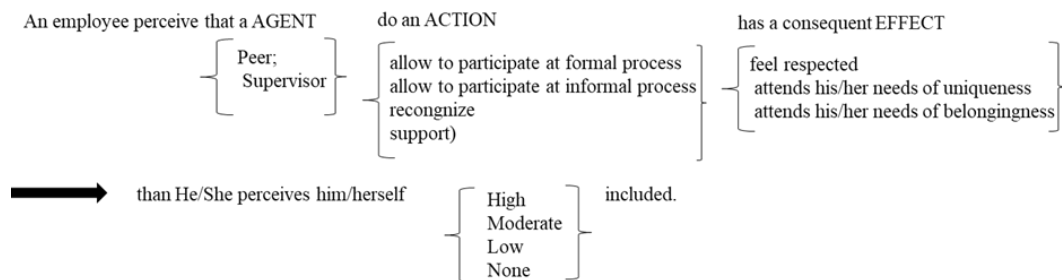 An employee perceive that a AGENT do an ACTION has a consequent EFFECT
Peer;
Supervisor
allow to participate at formal process
allow to participate at informal process
recongnize
support)
feel respected
attends his/her needs of uniqueness
attends his/her needs of belongingness
than He/She perceives him/herself
High
Moderate
Low
None
included.